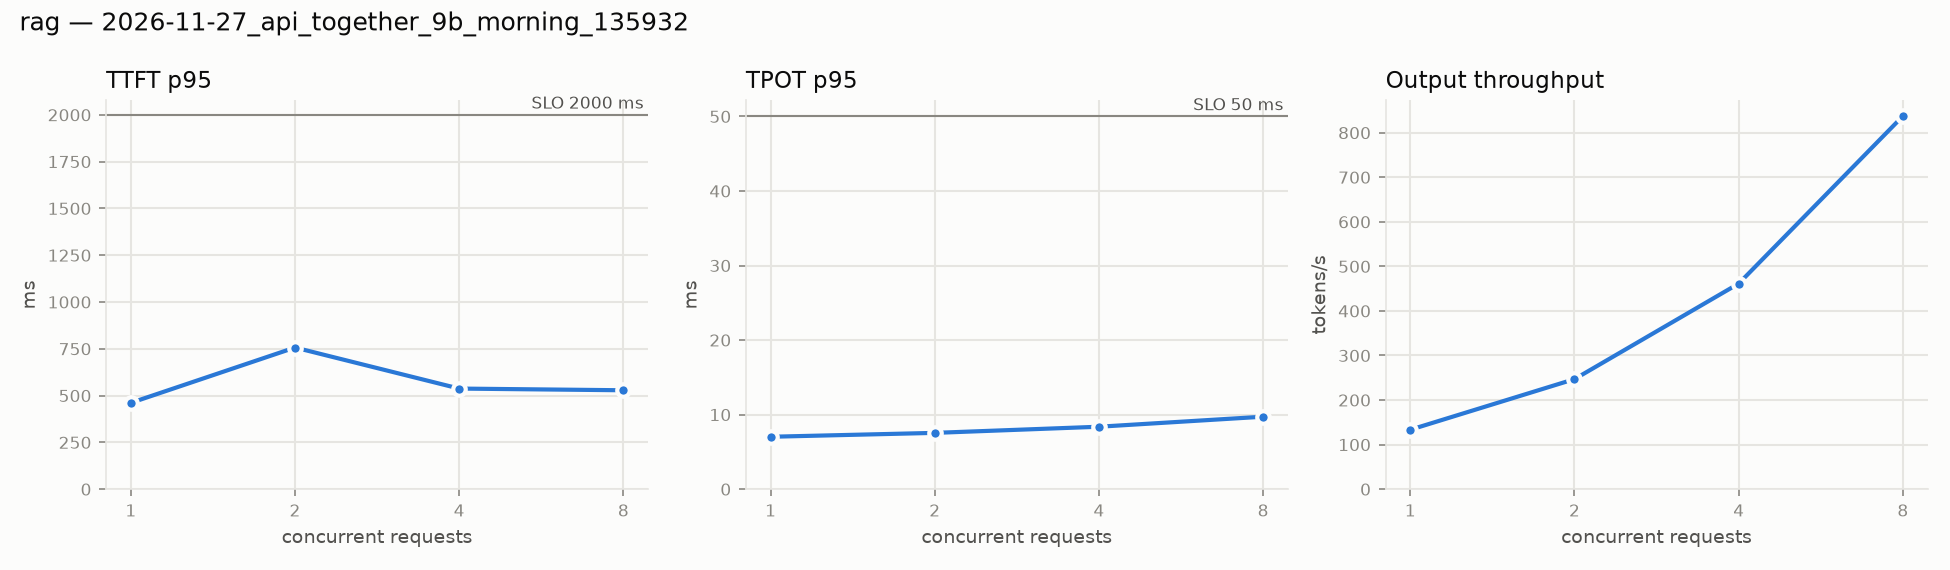 rag — 2026-11-27_api_together_9b_morning_135932
TTFT p95
SLO 2000 ms
2000
1750
1500
1250
1000
750
500
250
0
ms
1 2 4 8
concurrent requests
TPOT p95
SLO 50 ms
50
40
30
20
10
0
ms
1 2 4 8
concurrent requests
Output throughput
800
700
600
500
400
300
200
100
0
tokens/s
1 2 4 8
concurrent requests